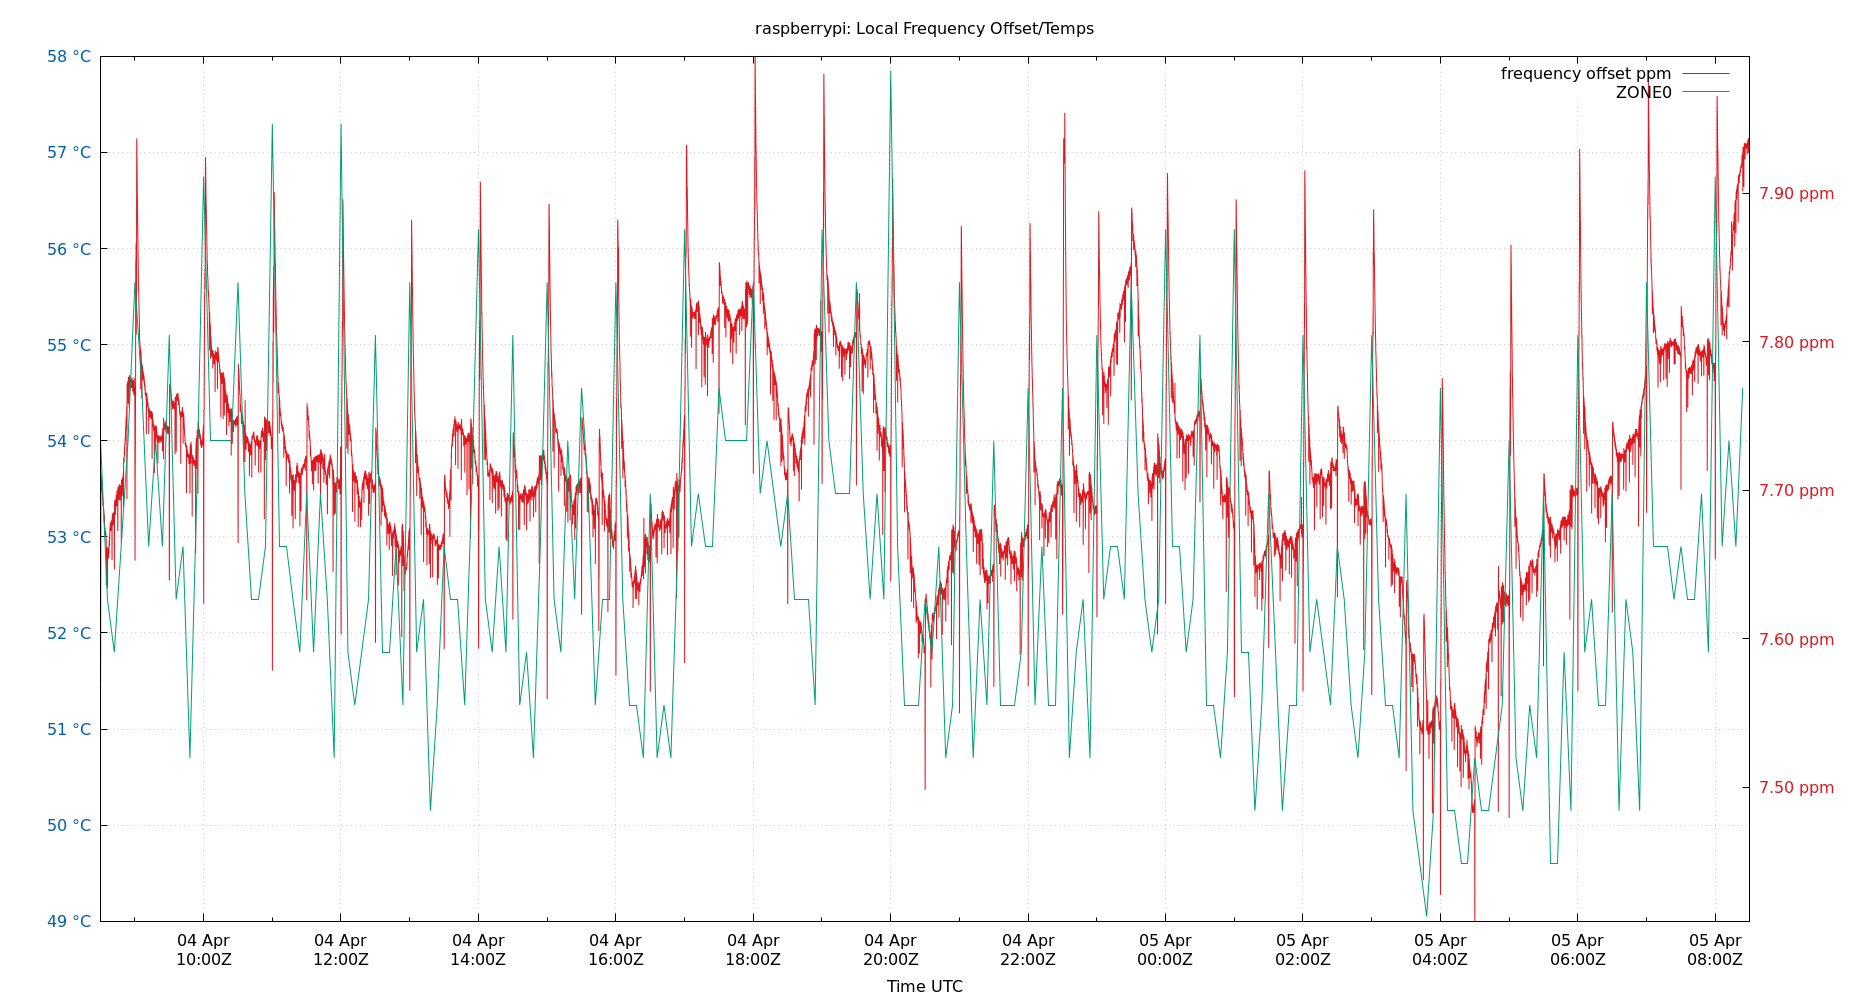 raspberrypi: Local Frequency Offset/Temps
58 °C
57 °C
56 °C
55 °C
54 °C
53 °C
52 °C
51 °C
50 °C
49 °C
frequency offset ppm
ZONE0
7.90 ppm
7.80 ppm
7.70 ppm
7.60 ppm
7.50 ppm
04 Apr
10:00Z
04 Apr
12:00Z
04 Apr
14:00Z
04 Apr
16:00Z
04 Apr
18:00Z
04 Apr
20:00Z
04 Apr
22:00Z
05 Apr
00:00Z
05 Apr
02:00Z
05 Apr
04:00Z
05 Apr
06:00Z
05 Apr
08:00Z
Time UTC